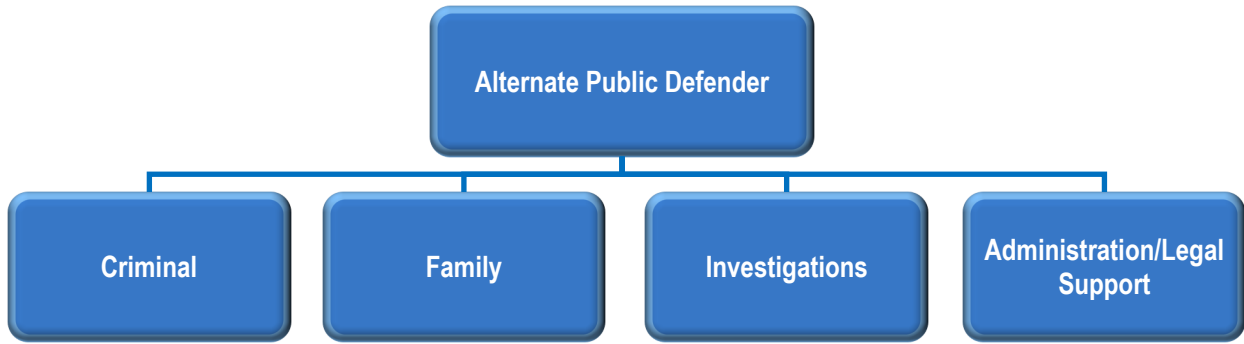 Alternate Public Defender
Criminal
Family
Investigations
Administration/Legal
Support